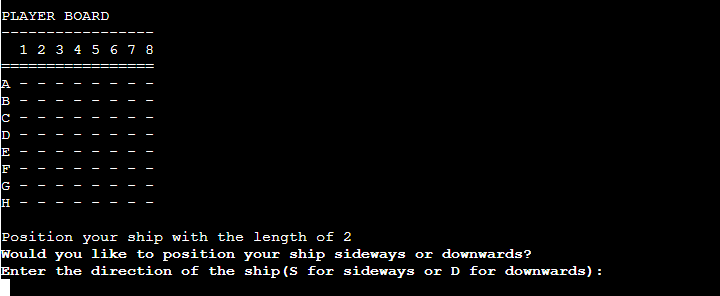 PLAYER BOARD
-----------------
1 2 3 4 5 6 7 8
=================
A - - - - - - - -
B - - - - - - - -
C - - - - - - - -
D - - - - - - - -
E - - - - - - - -
F - - - - - - - -
G - - - - - - - -
H - - - - - - - -
Position your ship with the length of 2
Would you like to position your ship sideways or downwards?
Enter the direction of the ship(S for sideways or D for downwards):